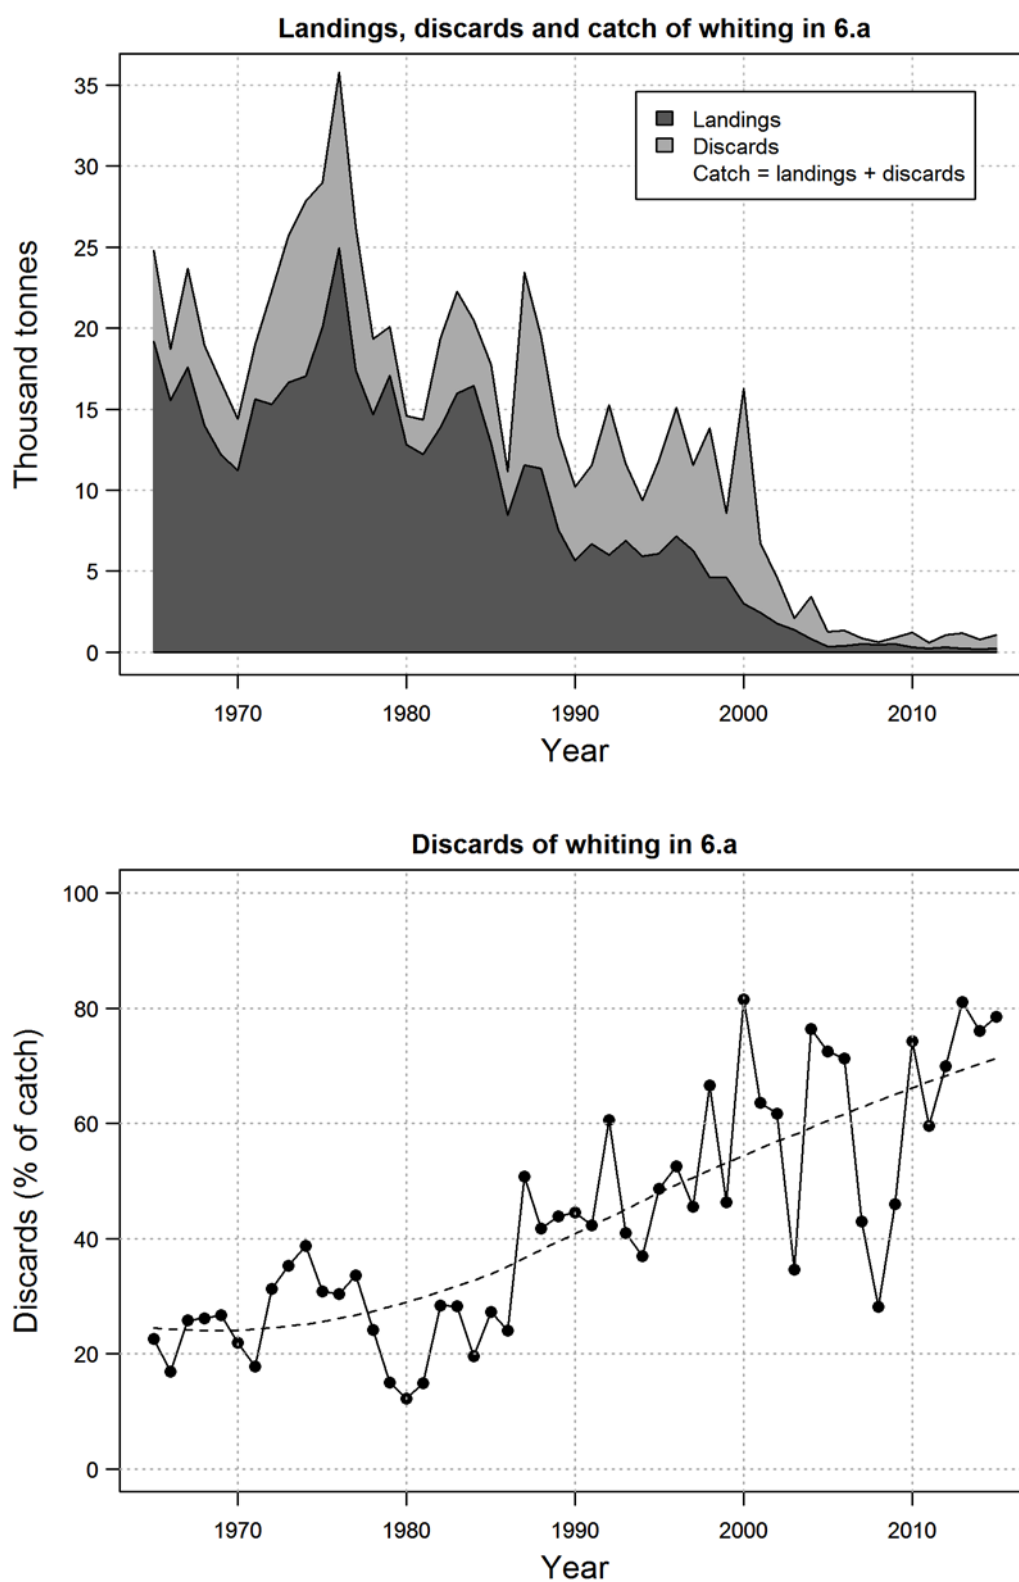 Landings, discards and catch of whiting in 6.a
35
30
25
20
15
10
5
0
Thousand tonnes
Landings
Discards
Catch = landings + discards
1970 1980 1990 2000 2010
Year
Discards of whiting in 6.a
100
80
60
40
20
0
Discards (% of catch)
1970 1980 1990 2000 2010
Year